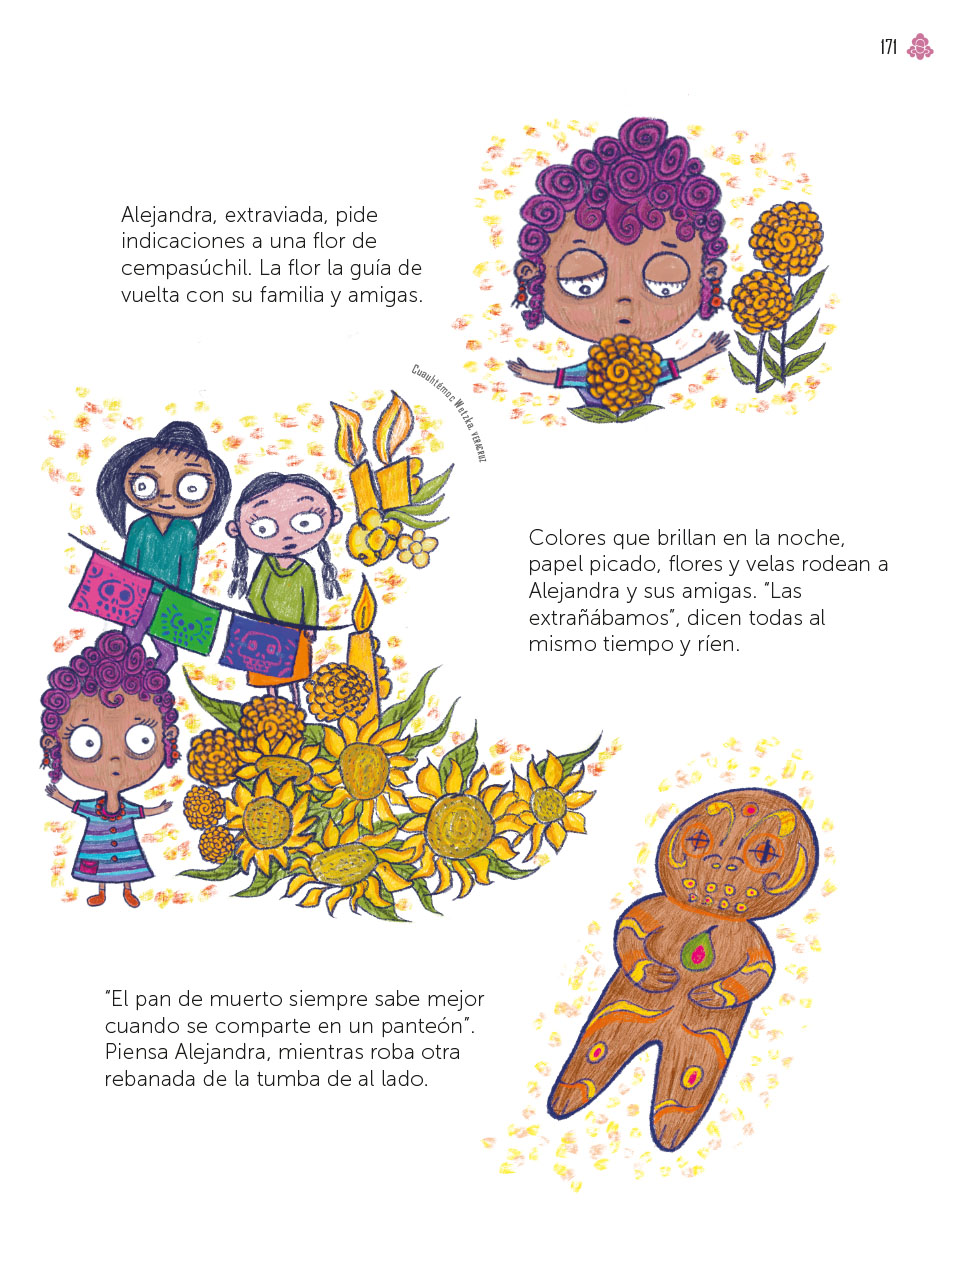 171
Alejandra, extraviada, pide
indicaciones a una flor de
cempasúchil. La flor la guía de
vuelta con su familia y amigas.
Cuauhtémoc Wetzka, VERACRUZ
Colores que brillan en la noche,
papel picado, flores y velas rodean a
Alejandra y sus amigas. “Las
extrañábamos”, dicen todas al
mismo tiempo y ríen.
“El pan de muerto siempre sabe mejor
cuando se comparte en un panteón”.
Piensa Alejandra, mientras roba otra
rebanada de la tumba de al lado.